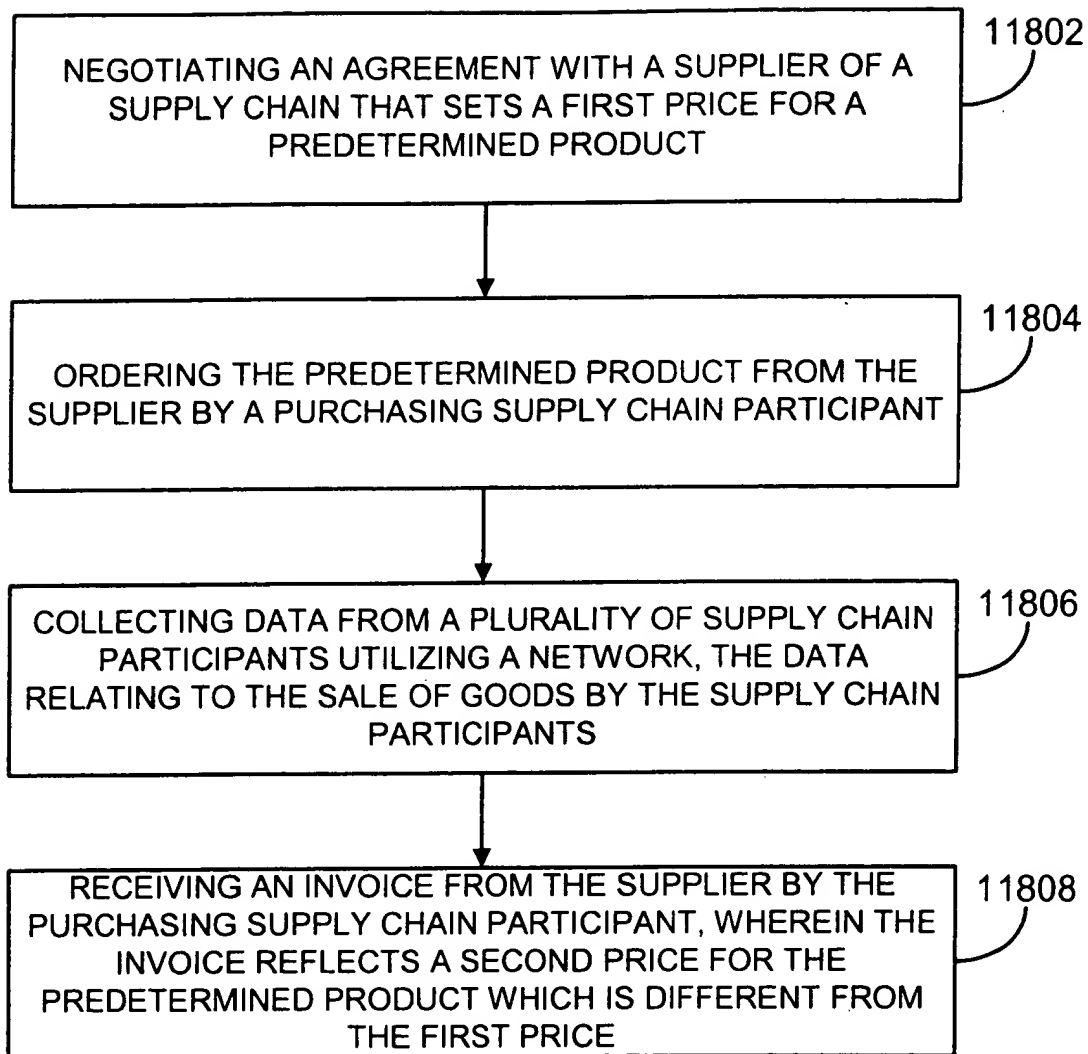 11802
NEGOTIATING AN AGREEMENT WITH A SUPPLIER OF A
SUPPLY CHAIN THAT SETS A FIRST PRICE FOR A
PREDETERMINED PRODUCT
11804
ORDERING THE PREDETERMINED PRODUCT FROM THE
SUPPLIER BY A PURCHASING SUPPLY CHAIN PARTICIPANT
11806
COLLECTING DATA FROM A PLURALITY OF SUPPLY CHAIN
PARTICIPANTS UTILIZING A NETWORK, THE DATA
RELATING TO THE SALE OF GOODS BY THE SUPPLY CHAIN
PARTICIPANTS
11808
RECEIVING AN INVOICE FROM THE SUPPLIER BY THE
PURCHASING SUPPLY CHAIN PARTICIPANT, WHEREIN THE
INVOICE REFLECTS A SECOND PRICE FOR THE
PREDETERMINED PRODUCT WHICH IS DIFFERENT FROM
THE FIRST PRICE